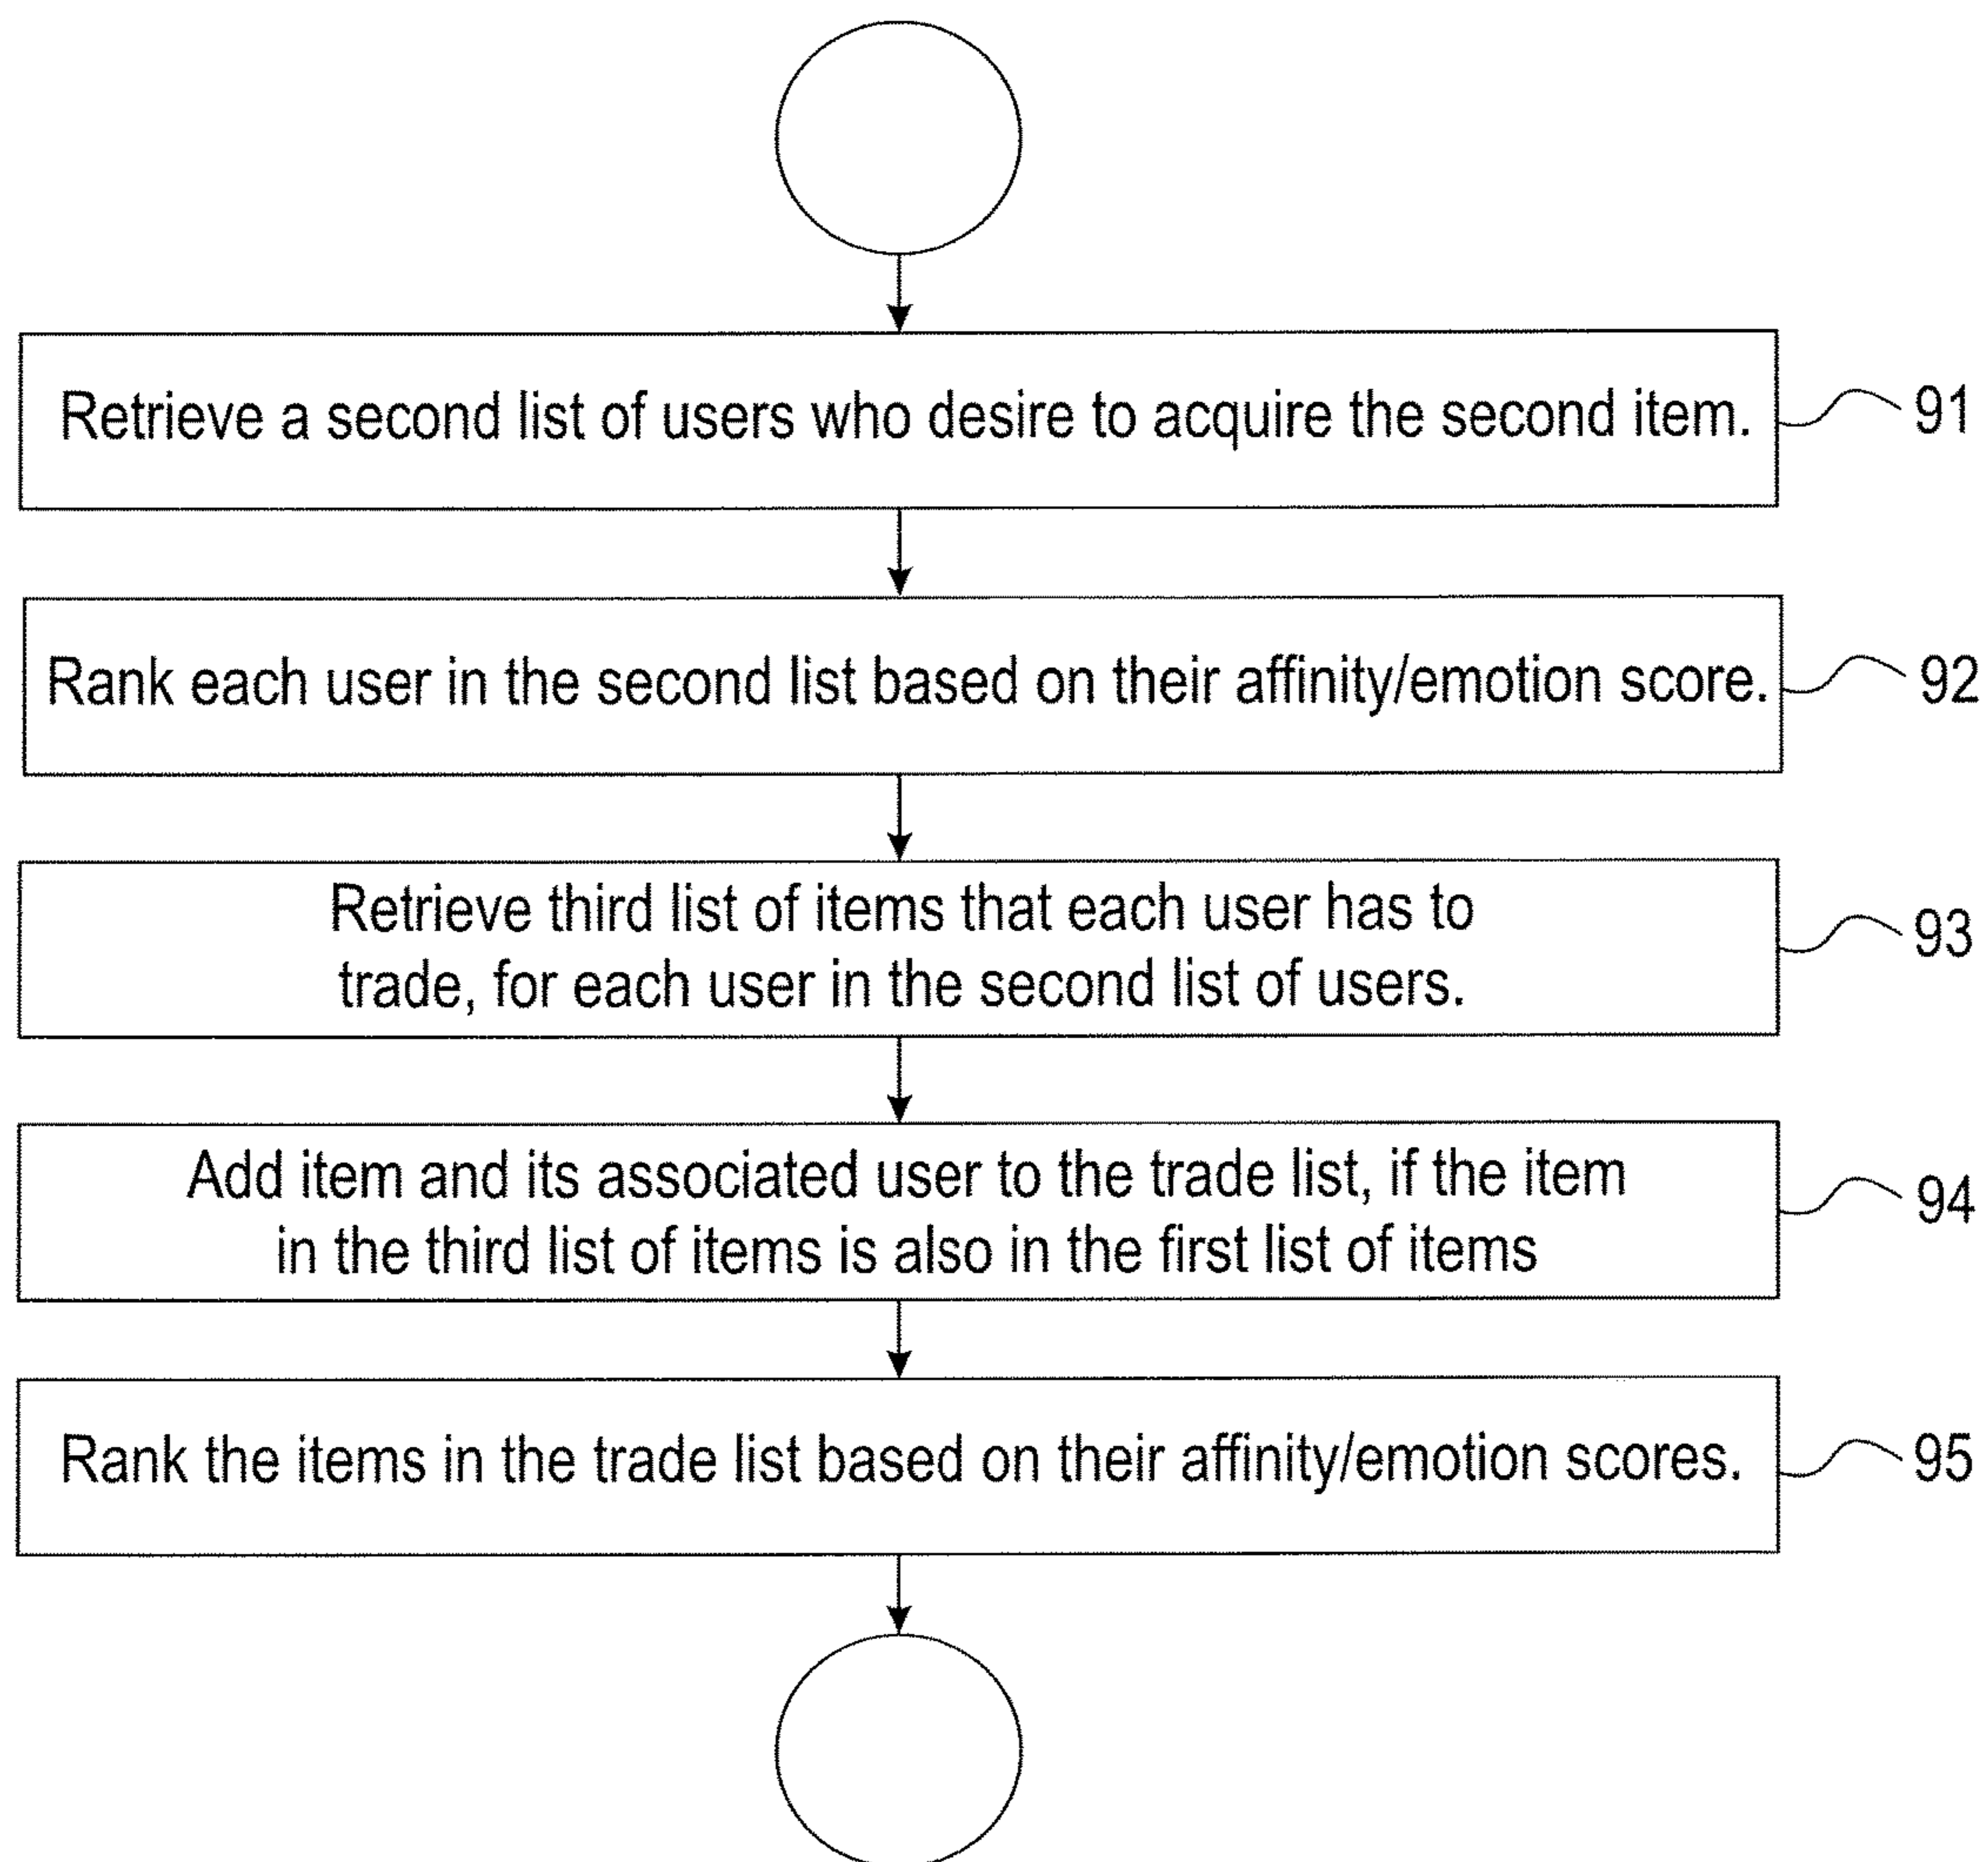 Retrieve a second list of users who desire to acquire the second item.
91
Rank each user in the second list based on their affinity/emotion score.
92
Retrieve third list of items that each user has to
trade, for each user in the second list of users.
93
Add item and its associated user to the trade list, if the item
in the third list of items is also in the first list of items
94
Rank the items in the trade list based on their affinity/emotion scores.
95